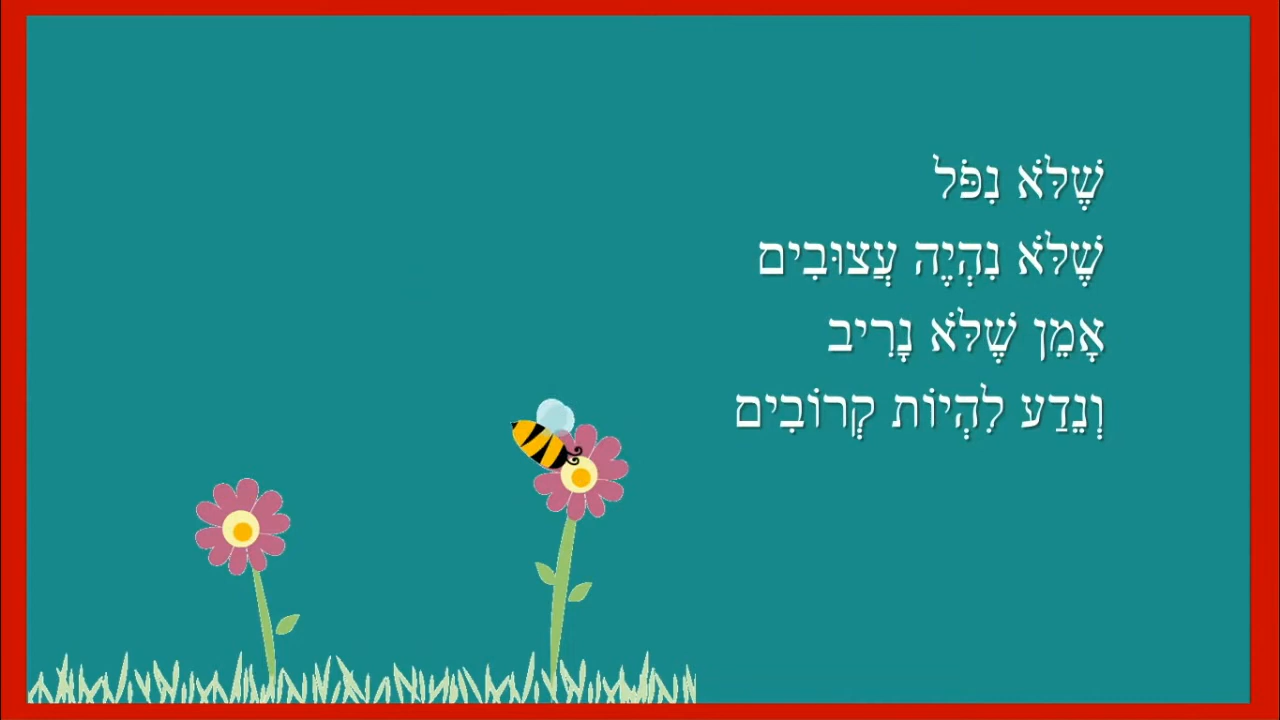 שֶׁלֹּא נִפֹּל
שֶׁלֹּא נִהְיֶה עֲצוּבִים
אָמֵן שֶׁלֹּא נָרִיב
וְנֵדַע לִהְיוֹת קְרוֹבִים